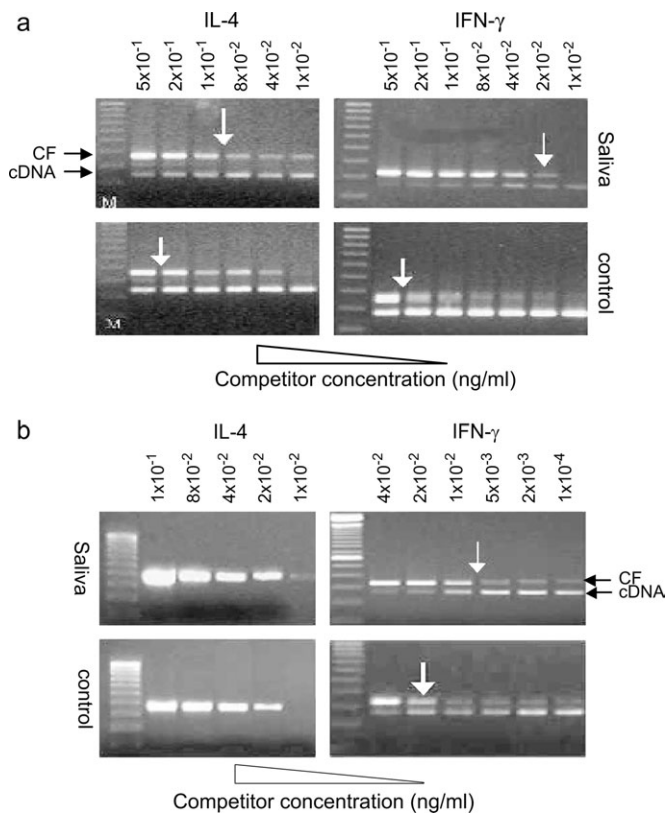 a
IL-4 IFN-γ
5x10⁻¹ 2x10⁻¹ 1x10⁻¹ 8x10⁻² 4x10⁻² 1x10⁻² 5x10⁻¹ 2x10⁻¹ 1x10⁻¹ 8x10⁻² 4x10⁻² 2x10⁻² 1x10⁻²
CF
cDNA
M
Saliva
M
control
Competitor concentration (ng/ml)
b
IL-4 IFN-γ
1x10⁻¹ 8x10⁻² 4x10⁻² 2x10⁻² 1x10⁻² 4x10⁻² 2x10⁻² 1x10⁻² 5x10⁻³ 2x10⁻³ 1x10⁻⁴
Saliva
CF
cDNA
control
Competitor concentration (ng/ml)